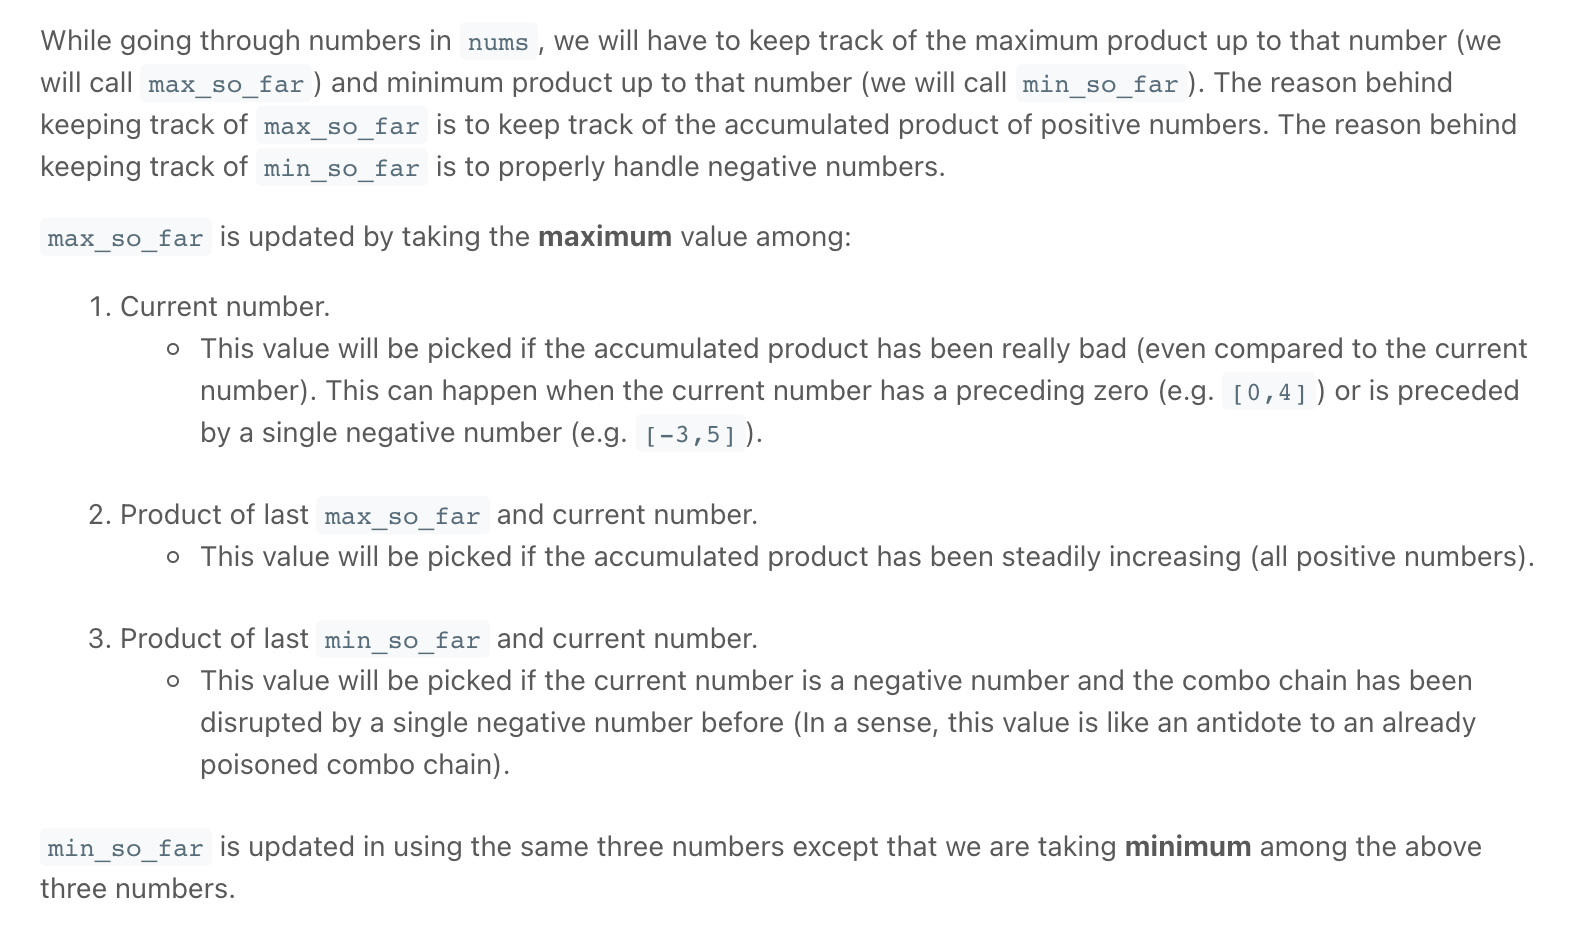 While going through numbers in nums , we will have to keep track of the maximum product up to that number (we
will call max_so_far ) and minimum product up to that number (we will call min_so_far ). The reason behind
keeping track of max_so_far is to keep track of the accumulated product of positive numbers. The reason behind
keeping track of min_so_far is to properly handle negative numbers.
max_so_far is updated by taking the maximum value among:
1. Current number.
○ This value will be picked if the accumulated product has been really bad (even compared to the current
number). This can happen when the current number has a preceding zero (e.g. [0,4] ) or is preceded
by a single negative number (e.g. [-3,5] ).
2. Product of last max_so_far and current number.
○ This value will be picked if the accumulated product has been steadily increasing (all positive numbers).
3. Product of last min_so_far and current number.
○ This value will be picked if the current number is a negative number and the combo chain has been
disrupted by a single negative number before (In a sense, this value is like an antidote to an already
poisoned combo chain).
min_so_far is updated in using the same three numbers except that we are taking minimum among the above
three numbers.